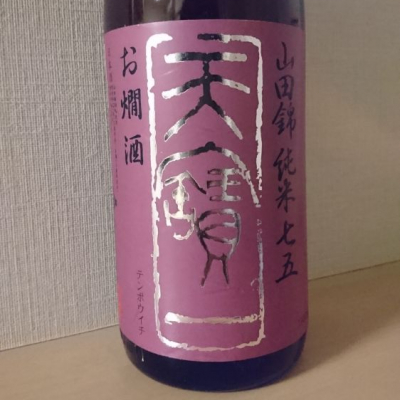 山田錦 純米 七五
天寶一
テンポウイチ
お燗酒